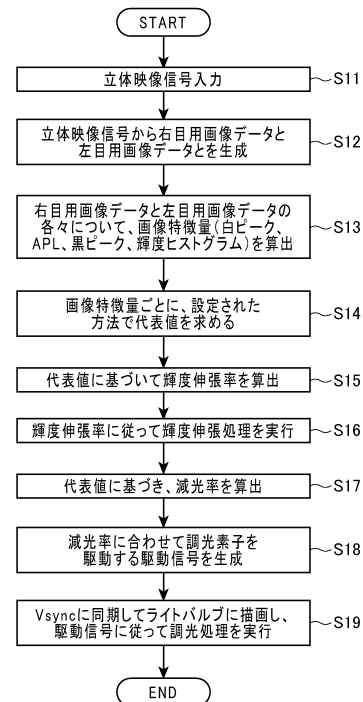 START
立体映像信号入力
S11
立体映像信号から右目用画像データと
左目用画像データとを生成
S12
右目用画像データと左目用画像データの
各々について、画像特徴量(白ピーク、
APL、黒ピーク、輝度ヒストグラム)を算出
S13
画像特徴量ごとに、設定された
方法で代表値を求める
S14
代表値に基づいて輝度伸張率を算出
S15
輝度伸張率に従って輝度伸張処理を実行
S16
代表値に基づき、減光率を算出
S17
減光率に合わせて調光素子を
駆動する駆動信号を生成
S18
Vsyncに同期してライトバルブに描画し、
駆動信号に従って調光処理を実行
S19
END